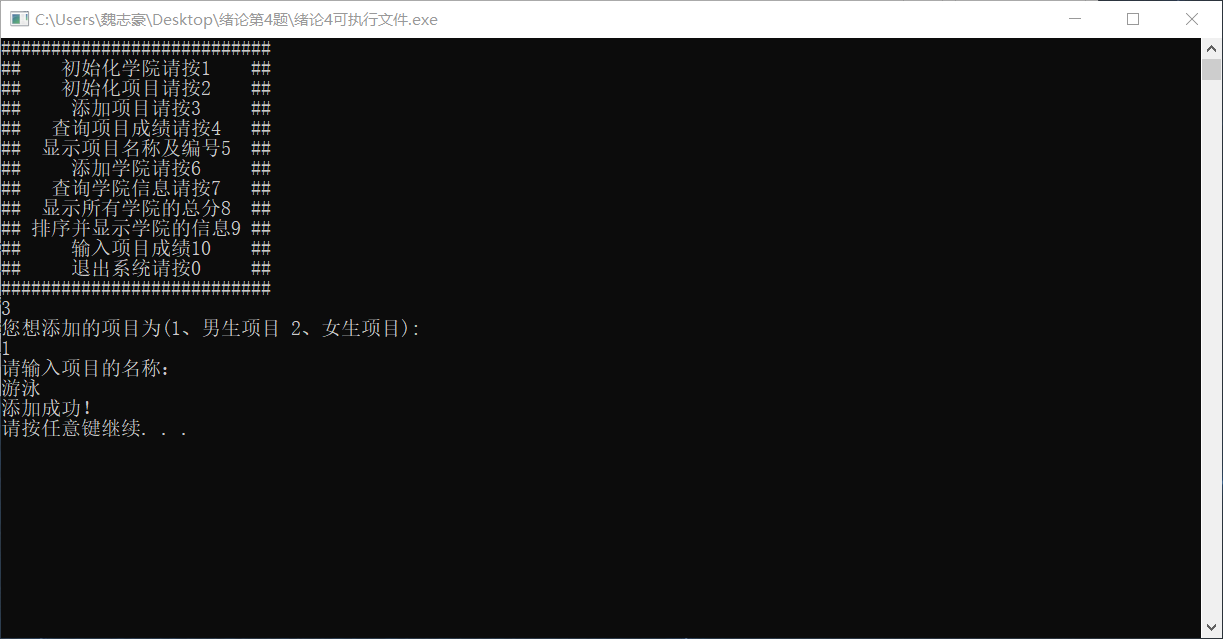 C:\Users\魏志豪\Desktop\绪论第4题\绪论4可执行文件.exe
###########################
##    初始化学院请按1    ##
##    初始化项目请按2    ##
##     添加项目请按3     ##
##   查询项目成绩请按4   ##
##  显示项目名称及编号5  ##
##     添加学院请按6     ##
##   查询学院信息请按7   ##
##  显示所有学院的总分8  ##
## 排序并显示学院的信息9 ##
##     输入项目成绩10    ##
##     退出系统请按0     ##
###########################
3
您想添加的项目为(1、男生项目 2、女生项目):
1
请输入项目的名称：
游泳
添加成功！
请按任意键继续. . .